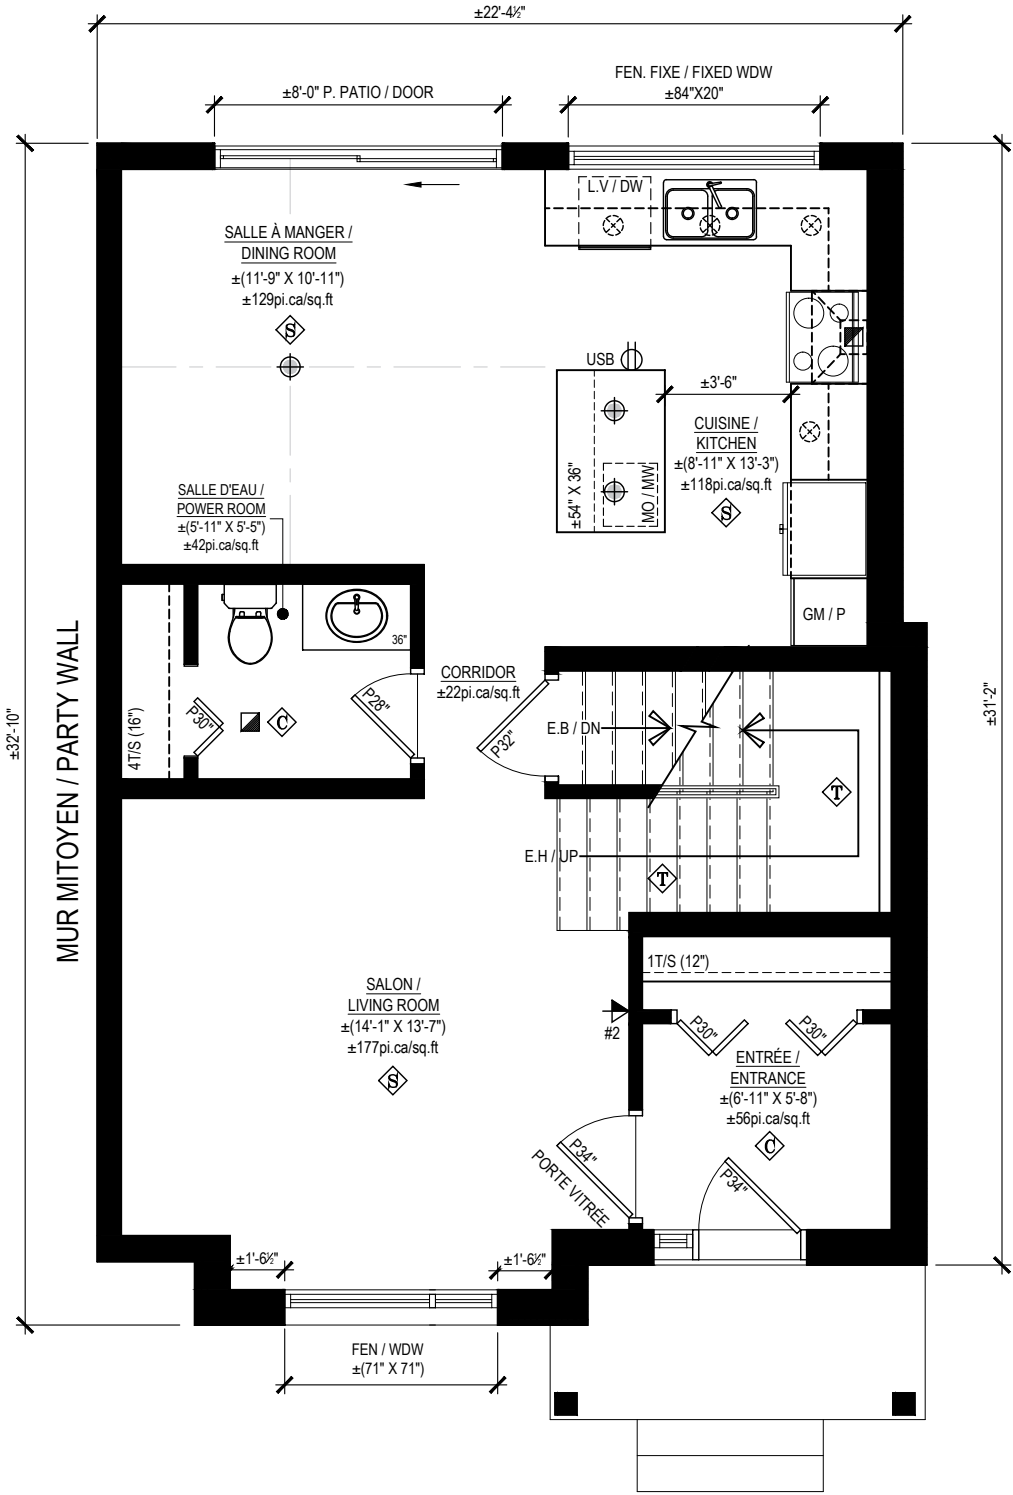 ±22'-4½"
FEN. FIXE / FIXED WDW
±84"X20"
±8'-0" P. PATIO / DOOR
L.V / DW
SALLE À MANGER /
DINING ROOM
±(11'-9" X 10'-11")
±129pi.ca/sq.ft
S
USB
±3'-6"
CUISINE /
KITCHEN
±(8'-11" X 13'-3")
±118pi.ca/sq.ft
S
±54" X 36"
MO / MW
SALLE D'EAU /
POWER ROOM
±(5'-11" X 5'-5")
±42pi.ca/sq.ft
GM / P
36"
CORRIDOR
±22pi.ca/sq.ft
P28"
P30"
C
4T/S (16")
P32"
E.B / DN
T
E.H / UP
T
MUR MITOYEN / PARTY WALL
±32'-10"
±31'-2"
1T/S (12")
SALON /
LIVING ROOM
±(14'-1" X 13'-7")
±177pi.ca/sq.ft
S
#2
P30"
P30"
ENTRÉE /
ENTRANCE
±(6'-11" X 5'-8")
±56pi.ca/sq.ft
C
P34"
PORTE VITRÉE
P34"
±1'-6½"
±1'-6½"
FEN / WDW
±(71" X 71")